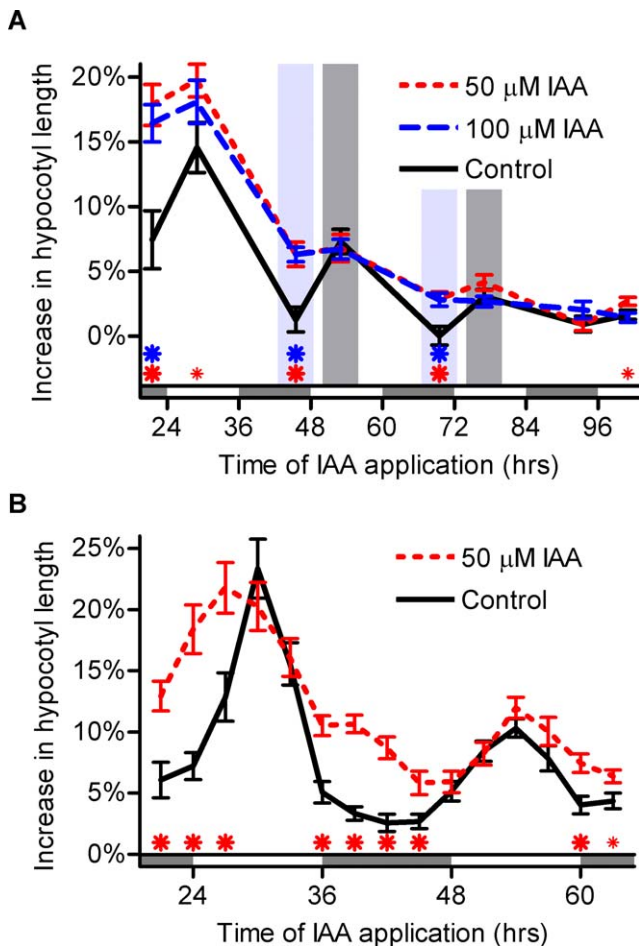 A
Increase in hypocotyl length
20%
15%
10%
5%
0%
50 μM IAA
100 μM IAA
Control
24 36 48 60 72 84 96
Time of IAA application (hrs)
B
Increase in hypocotyl length
25%
20%
15%
10%
5%
0%
50 μM IAA
Control
24 36 48 60
Time of IAA application (hrs)